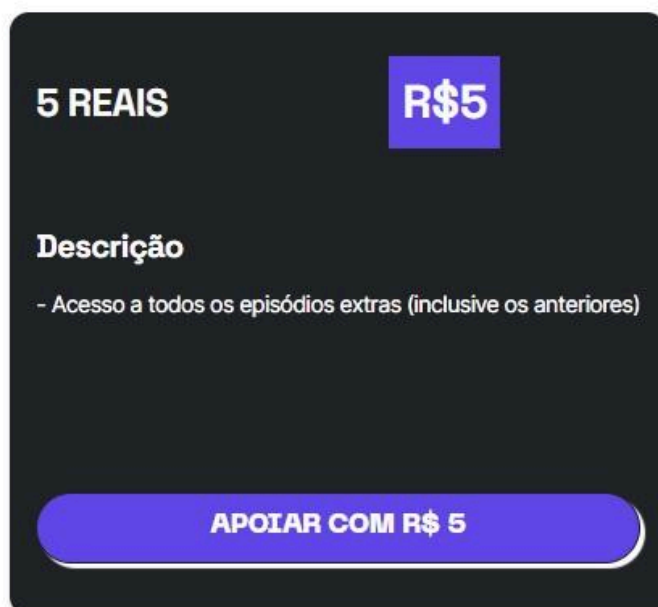 5 REAIS
R$5
Descrição
- Acesso a todos os episódios extras (inclusive os anteriores)
APOIAR COM R$ 5